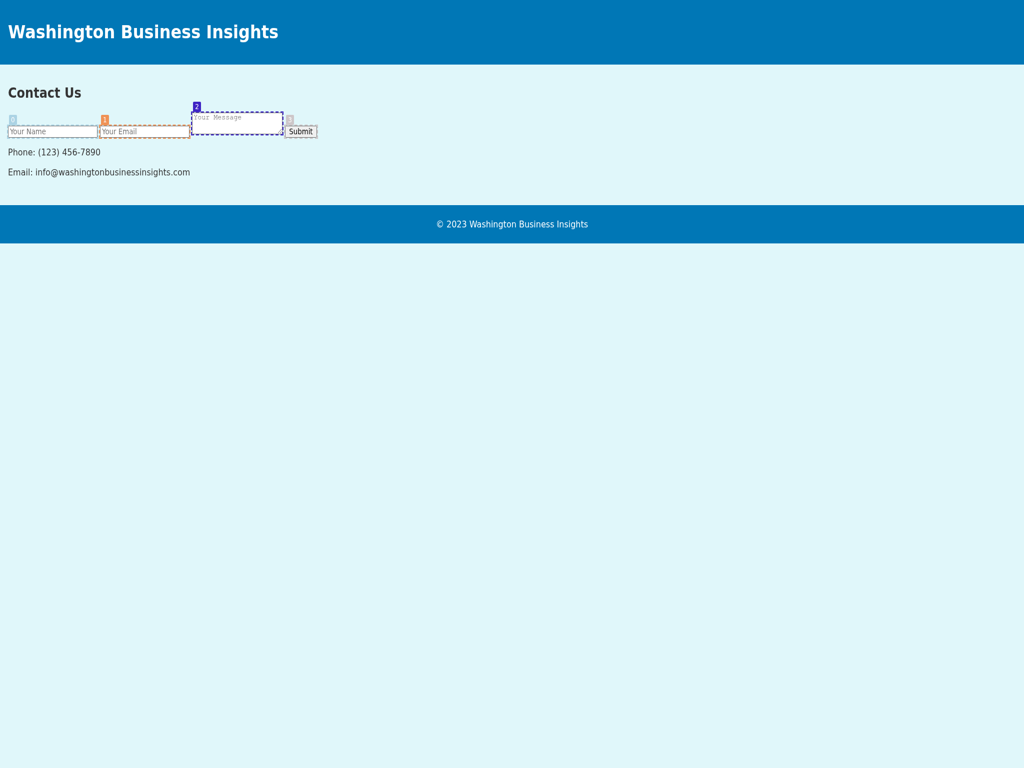 Washington Business Insights
Contact Us
0 1 2 3
Your Name Your Email Your Message Submit
Phone: (123) 456-7890
Email: info@washingtonbusinessinsights.com
© 2023 Washington Business Insights